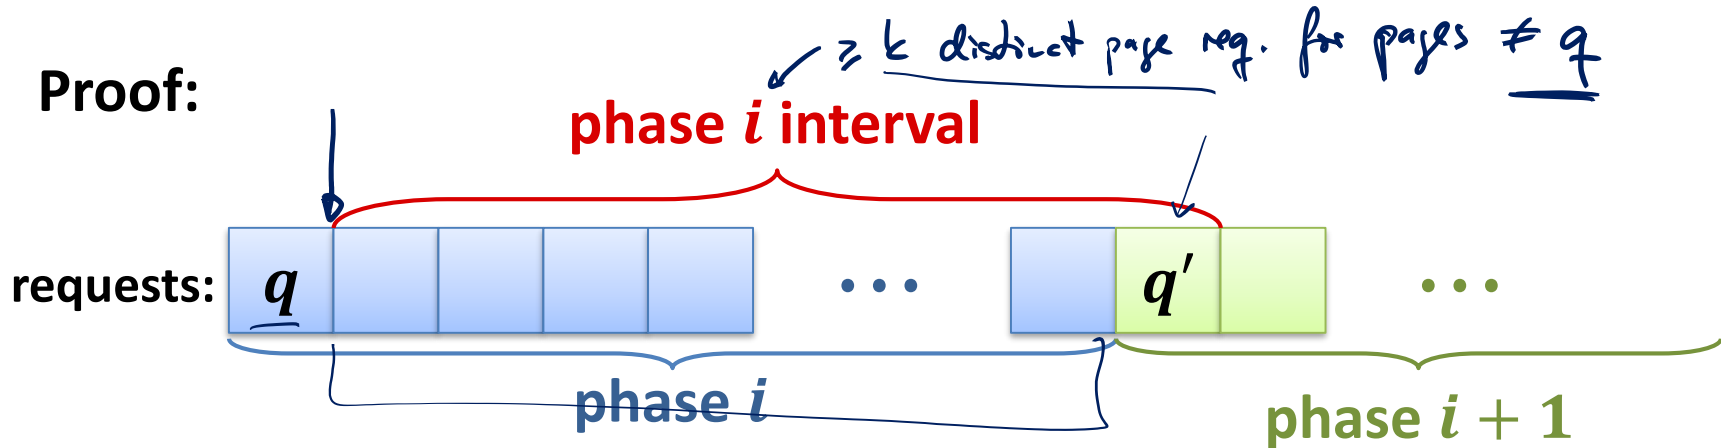 ≥ k distinct page req. for pages ≠ q
Proof:
phase i interval
requests: q ... q' ...
phase i
phase i + 1